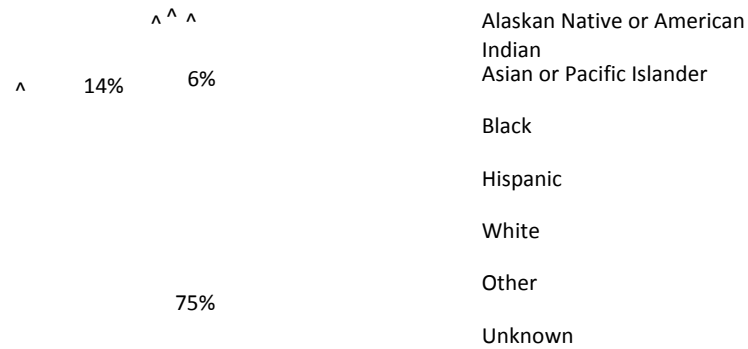 ^ ^ ^
^ 14% 6%
75%
Alaskan Native or American
Indian
Asian or Pacific Islander
Black
Hispanic
White
Other
Unknown